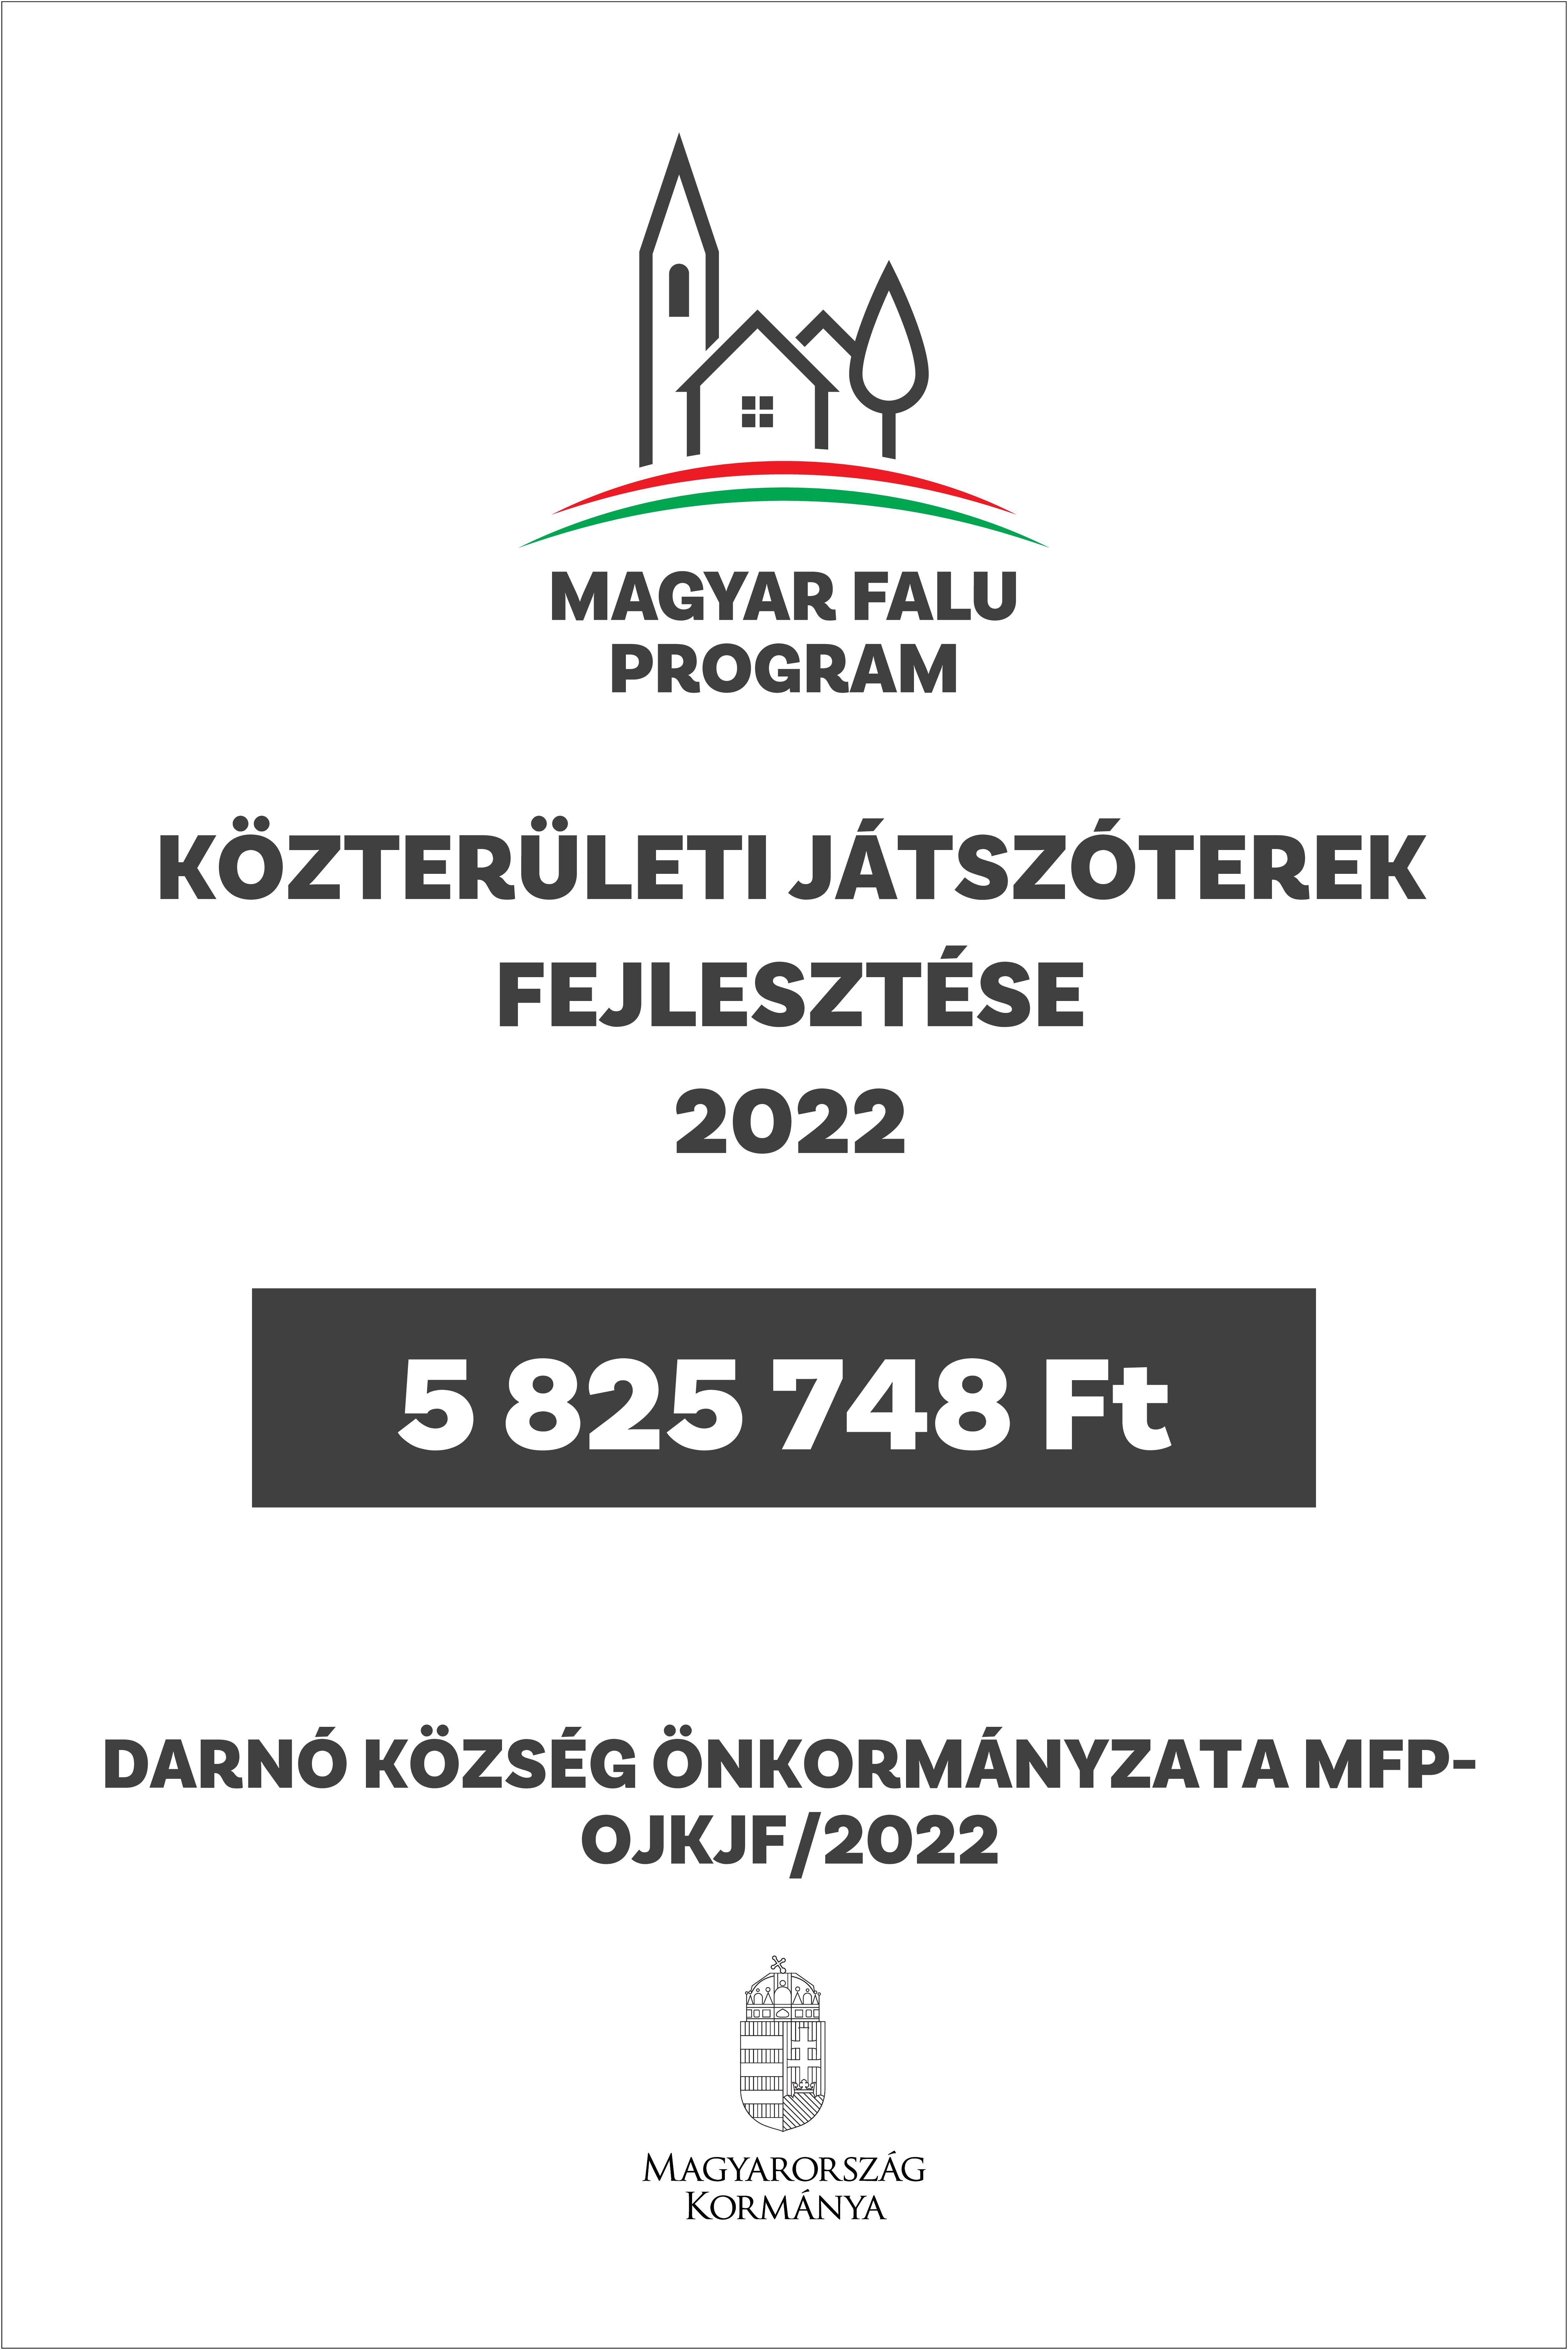 MAGYAR FALU
PROGRAM
KÖZTERÜLETI JÁTSZÓTEREK
FEJLESZTÉSE
2022
5 825 748 Ft
DARNÓ KÖZSÉG ÖNKORMÁNYZATA MFP-
OJKJF/2022
MAGYARORSZÁG
KORMÁNYA